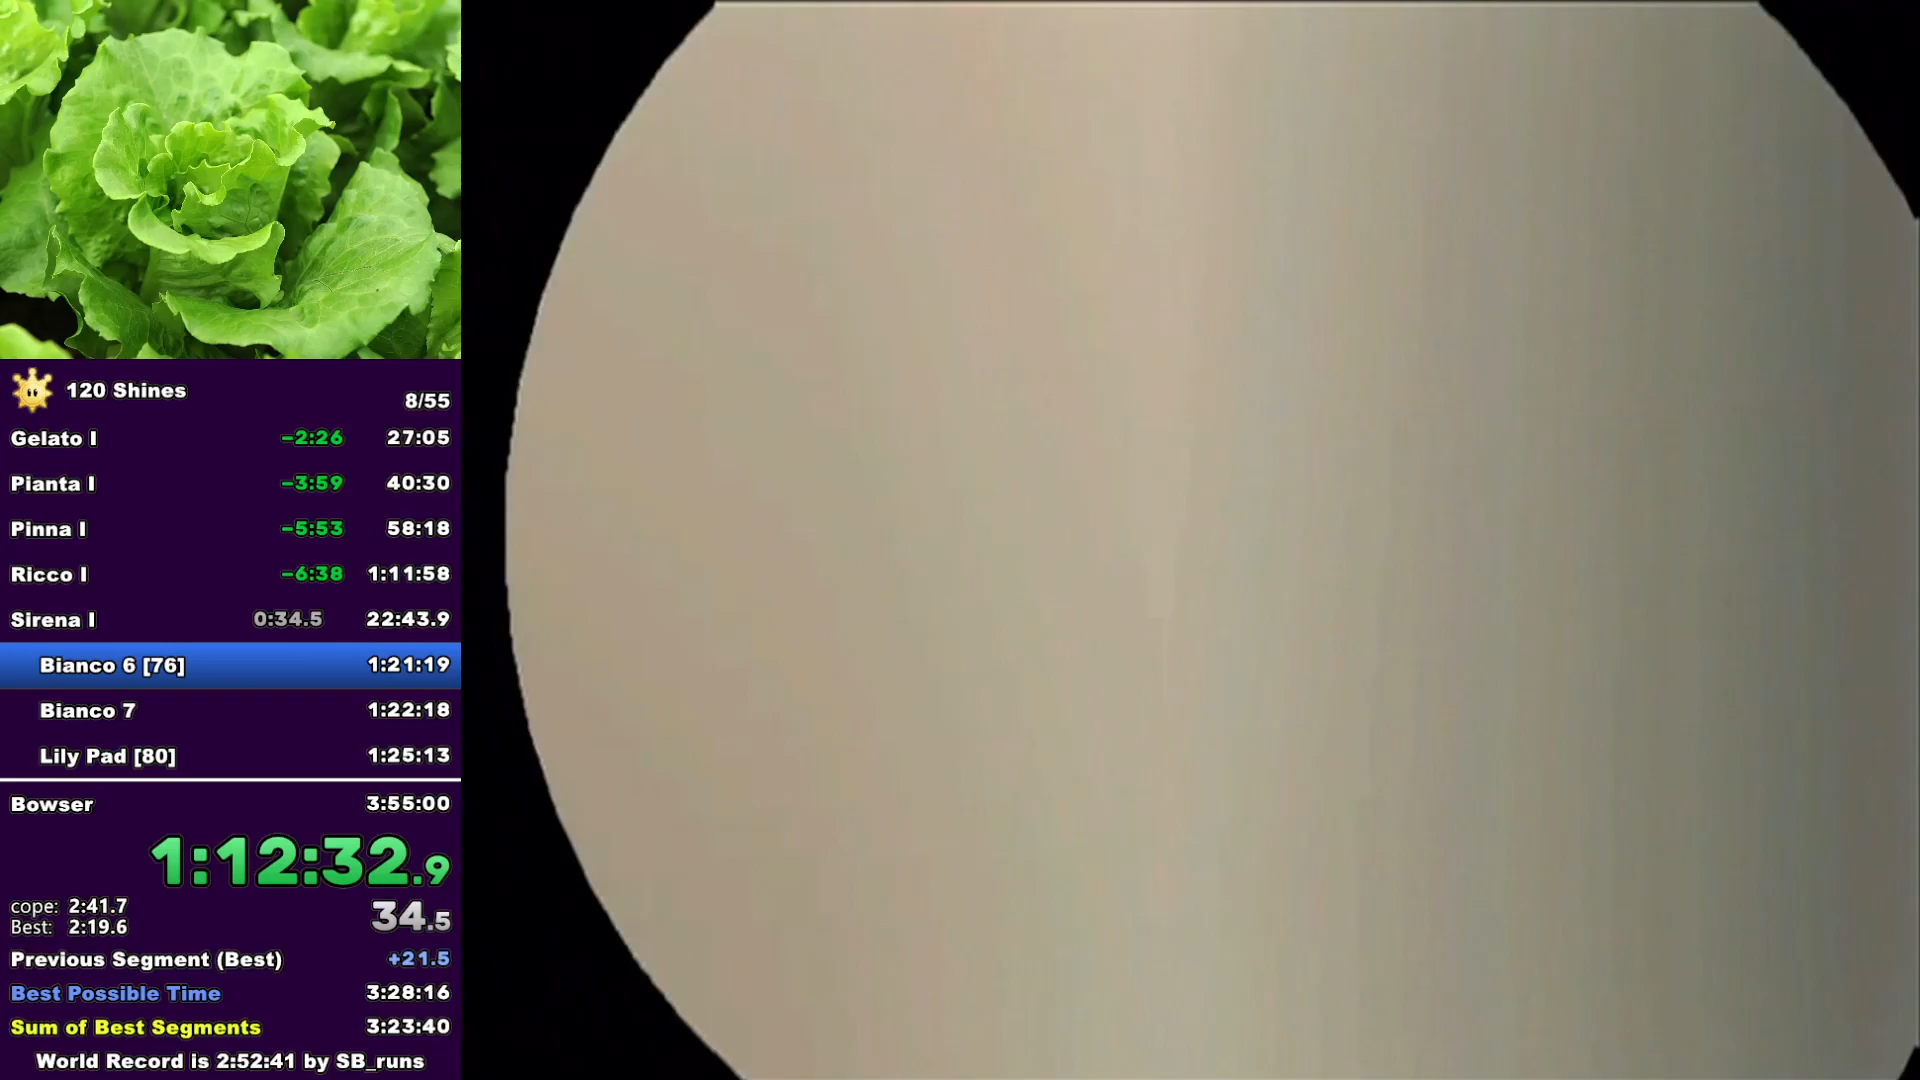 120 Shines
8/55
Gelato I -2:26 27:05
Pianta I -3:59 40:30
Pinna I -5:53 58:18
Ricco I -6:38 1:11:58
Sirena I 0:34.5 22:43.9
Bianco 6 [76] 1:21:19
Bianco 7 1:22:18
Lily Pad [80] 1:25:13
Bowser 3:55:00
1:12:32.9
cope: 2:41.7 34.5
Best: 2:19.6
Previous Segment (Best) +21.5
Best Possible Time 3:28:16
Sum of Best Segments 3:23:40
World Record is 2:52:41 by SB_runs